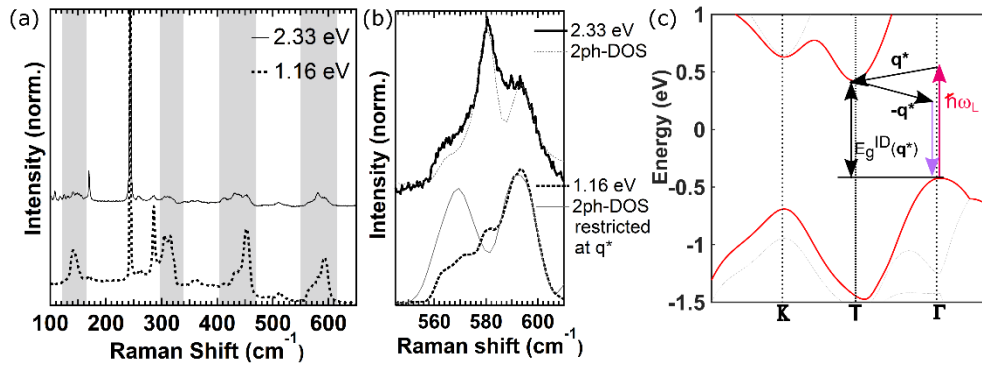 (a)
Intensity (norm.)
2.33 eV
1.16 eV
100 200 300 400 500 600
Raman Shift (cm⁻¹)
(b)
Intensity (norm.)
2.33 eV
2ph-DOS
1.16 eV
2ph-DOS
restricted
at q*
560 580 600
Raman shift (cm⁻¹)
(c)
Energy (eV)
1
0.5
0
-0.5
-1
-1.5
q*
-q*
ħωL
EgID(q*)
K T Γ